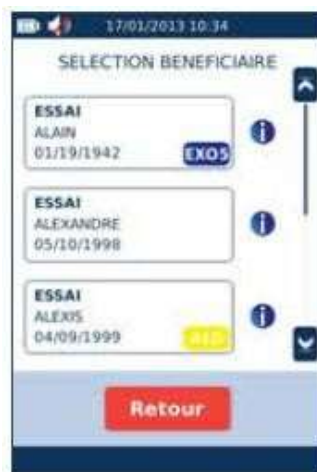 17/01/2013 10:34
SELECTION BENEFICIAIRE
ESSAI
ALAIN
01/19/1942 EXO5
ESSAI
ALEXANDRE
05/10/1998
ESSAI
ALEXIS
04/09/1999
Retour